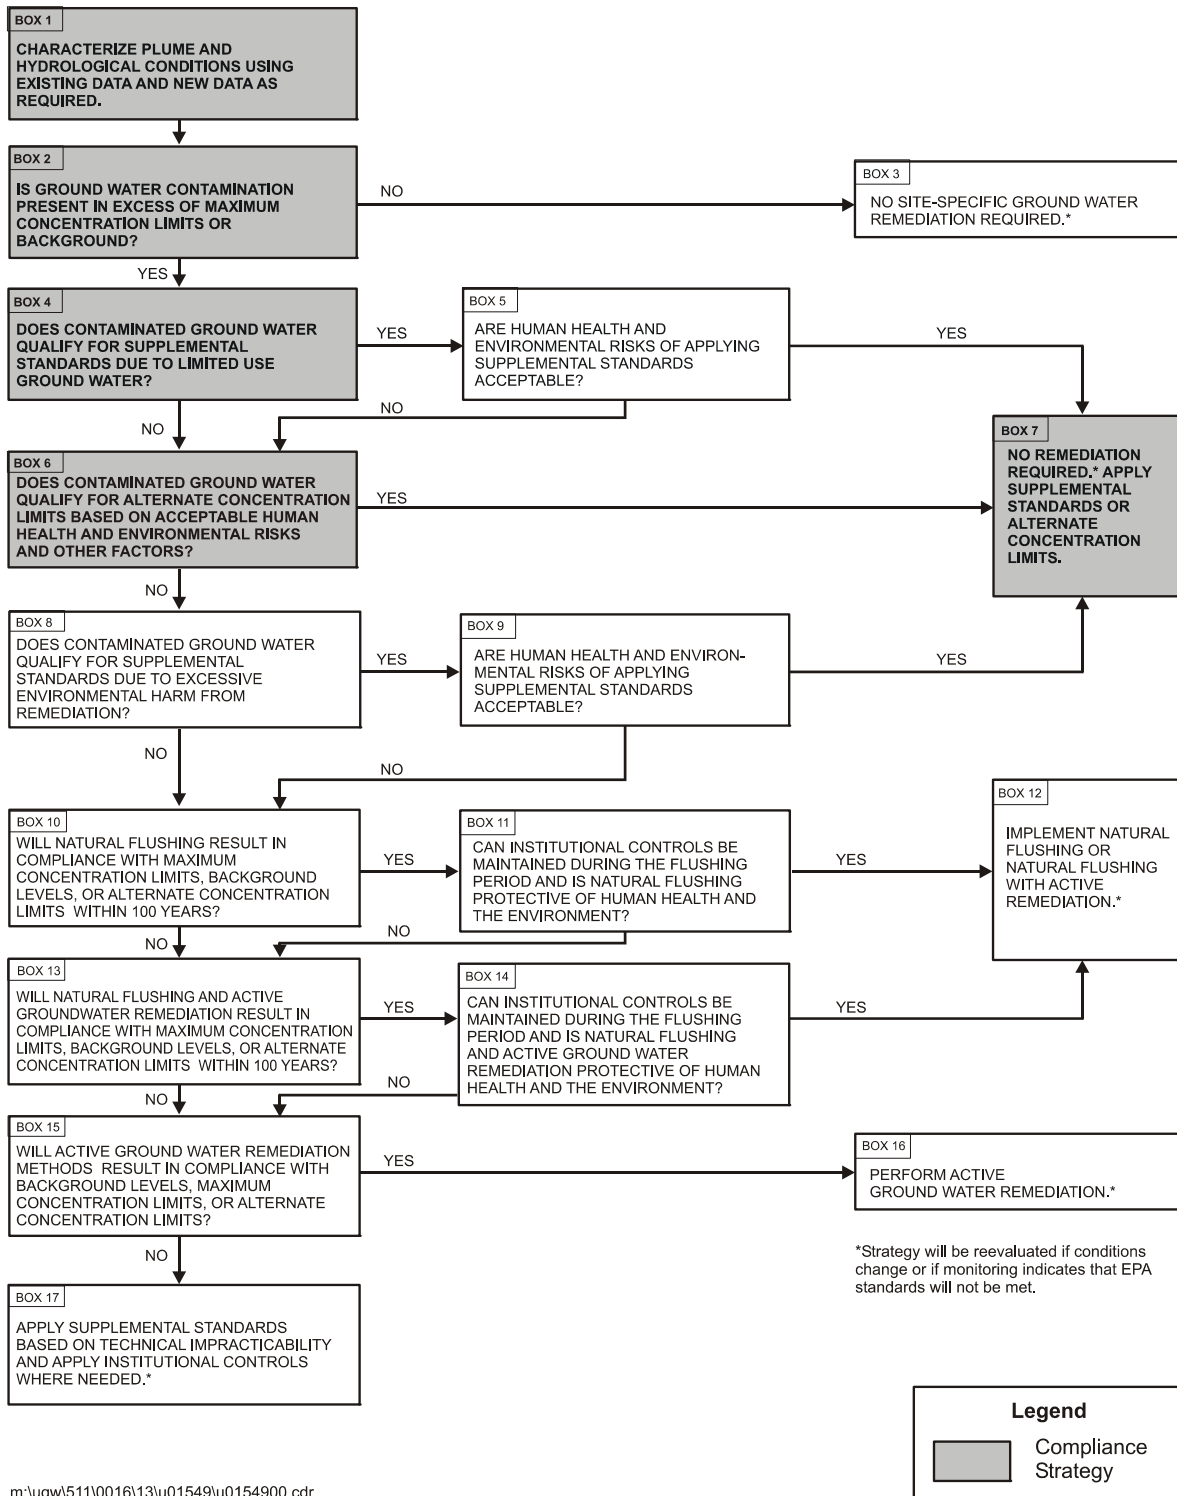 BOX 1
CHARACTERIZE PLUME AND
HYDROLOGICAL CONDITIONS USING
EXISTING DATA AND NEW DATA AS
REQUIRED.
BOX 2
IS GROUND WATER CONTAMINATION
PRESENT IN EXCESS OF MAXIMUM
CONCENTRATION LIMITS OR
BACKGROUND?
NO
BOX 3
NO SITE-SPECIFIC GROUND WATER
REMEDIATION REQUIRED.*
YES
BOX 4
DOES CONTAMINATED GROUND WATER
QUALIFY FOR SUPPLEMENTAL
STANDARDS DUE TO LIMITED USE
GROUND WATER?
YES
BOX 5
ARE HUMAN HEALTH AND
ENVIRONMENTAL RISKS OF APPLYING
SUPPLEMENTAL STANDARDS
ACCEPTABLE?
YES
NO
NO
BOX 6
DOES CONTAMINATED GROUND WATER
QUALIFY FOR ALTERNATE CONCENTRATION
LIMITS BASED ON ACCEPTABLE HUMAN
HEALTH AND ENVIRONMENTAL RISKS
AND OTHER FACTORS?
YES
BOX 7
NO REMEDIATION
REQUIRED.* APPLY
SUPPLEMENTAL
STANDARDS OR
ALTERNATE
CONCENTRATION
LIMITS.
NO
BOX 8
DOES CONTAMINATED GROUND WATER
QUALIFY FOR SUPPLEMENTAL
STANDARDS DUE TO EXCESSIVE
ENVIRONMENTAL HARM FROM
REMEDIATION?
YES
BOX 9
ARE HUMAN HEALTH AND ENVIRON-
MENTAL RISKS OF APPLYING
SUPPLEMENTAL STANDARDS
ACCEPTABLE?
YES
NO
NO
BOX 10
WILL NATURAL FLUSHING RESULT IN
COMPLIANCE WITH MAXIMUM
CONCENTRATION LIMITS, BACKGROUND
LEVELS, OR ALTERNATE CONCENTRATION
LIMITS WITHIN 100 YEARS?
YES
BOX 11
CAN INSTITUTIONAL CONTROLS BE
MAINTAINED DURING THE FLUSHING
PERIOD AND IS NATURAL FLUSHING
PROTECTIVE OF HUMAN HEALTH AND
THE ENVIRONMENT?
YES
BOX 12
IMPLEMENT NATURAL
FLUSHING OR
NATURAL FLUSHING
WITH ACTIVE
REMEDIATION.*
NO
NO
BOX 13
WILL NATURAL FLUSHING AND ACTIVE
GROUNDWATER REMEDIATION RESULT IN
COMPLIANCE WITH MAXIMUM CONCENTRATION
LIMITS, BACKGROUND LEVELS, OR ALTERNATE
CONCENTRATION LIMITS WITHIN 100 YEARS?
YES
BOX 14
CAN INSTITUTIONAL CONTROLS BE
MAINTAINED DURING THE FLUSHING
PERIOD AND IS NATURAL FLUSHING
AND ACTIVE GROUND WATER
REMEDIATION PROTECTIVE OF HUMAN
HEALTH AND THE ENVIRONMENT?
YES
NO
NO
BOX 15
WILL ACTIVE GROUND WATER REMEDIATION
METHODS RESULT IN COMPLIANCE WITH
BACKGROUND LEVELS, MAXIMUM
CONCENTRATION LIMITS, OR ALTERNATE
CONCENTRATION LIMITS?
YES
BOX 16
PERFORM ACTIVE
GROUND WATER REMEDIATION.*
NO
*Strategy will be reevaluated if conditions
change or if monitoring indicates that EPA
standards will not be met.
BOX 17
APPLY SUPPLEMENTAL STANDARDS
BASED ON TECHNICAL IMPRACTICABILITY
AND APPLY INSTITUTIONAL CONTROLS
WHERE NEEDED.*
Legend
Compliance
Strategy
m:\ugw\511\0016\13\u01549\u0154900.cdr